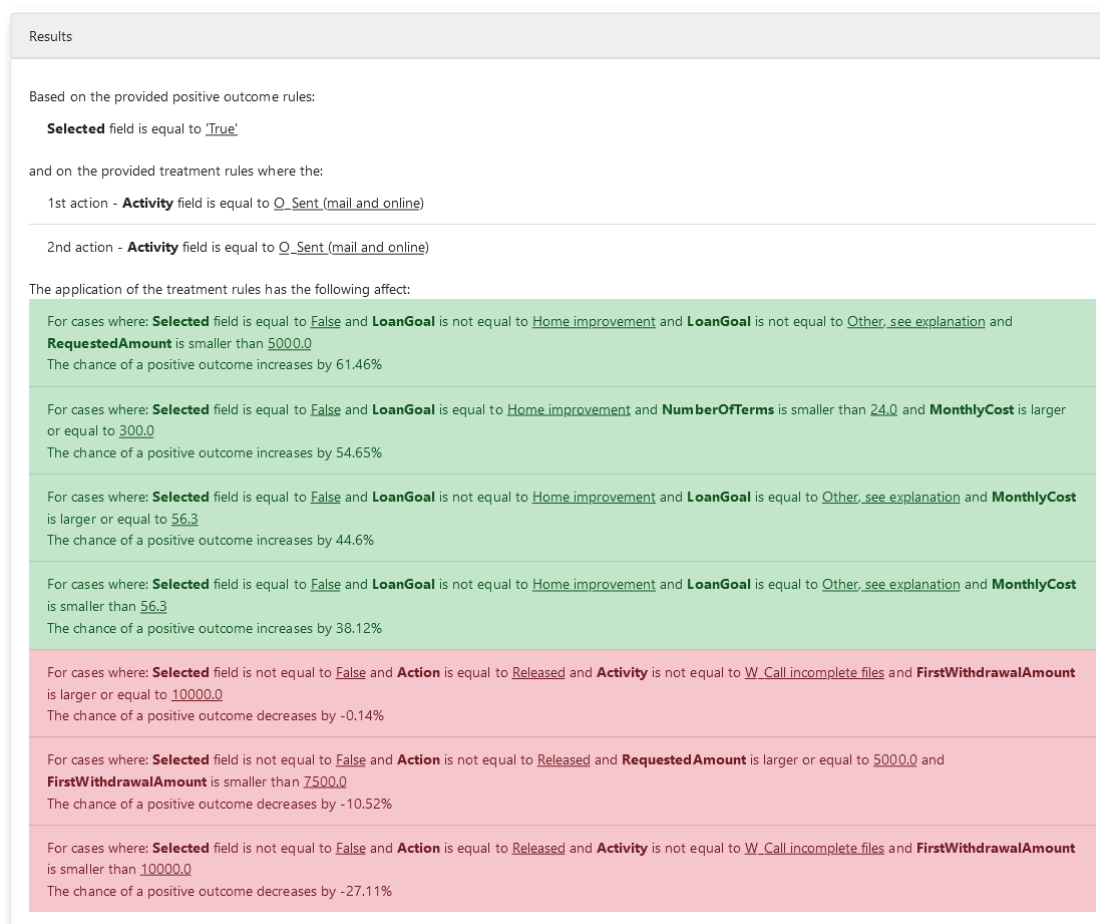 Results
Based on the provided positive outcome rules:
Selected field is equal to 'True'
and on the provided treatment rules where the:
1st action - Activity field is equal to O_Sent (mail and online)
2nd action - Activity field is equal to O_Sent (mail and online)
The application of the treatment rules has the following affect:
For cases where: Selected field is equal to False and LoanGoal is not equal to Home improvement and LoanGoal is not equal to Other, see explanation and
RequestedAmount is smaller than 5000.0
The chance of a positive outcome increases by 61.46%
For cases where: Selected field is equal to False and LoanGoal is equal to Home improvement and NumberOfTerms is smaller than 24.0 and MonthlyCost is larger
or equal to 300.0
The chance of a positive outcome increases by 54.65%
For cases where: Selected field is equal to False and LoanGoal is not equal to Home improvement and LoanGoal is equal to Other, see explanation and MonthlyCost
is larger or equal to 56.3
The chance of a positive outcome increases by 44.6%
For cases where: Selected field is equal to False and LoanGoal is not equal to Home improvement and LoanGoal is equal to Other, see explanation and MonthlyCost
is smaller than 56.3
The chance of a positive outcome increases by 38.12%
For cases where: Selected field is not equal to False and Action is equal to Released and Activity is not equal to W_Call incomplete files and FirstWithdrawalAmount
is larger or equal to 10000.0
The chance of a positive outcome decreases by -0.14%
For cases where: Selected field is not equal to False and Action is not equal to Released and RequestedAmount is larger or equal to 5000.0 and
FirstWithdrawalAmount is smaller than 7500.0
The chance of a positive outcome decreases by -10.52%
For cases where: Selected field is not equal to False and Action is equal to Released and Activity is not equal to W_Call incomplete files and FirstWithdrawalAmount
is smaller than 10000.0
The chance of a positive outcome decreases by -27.11%